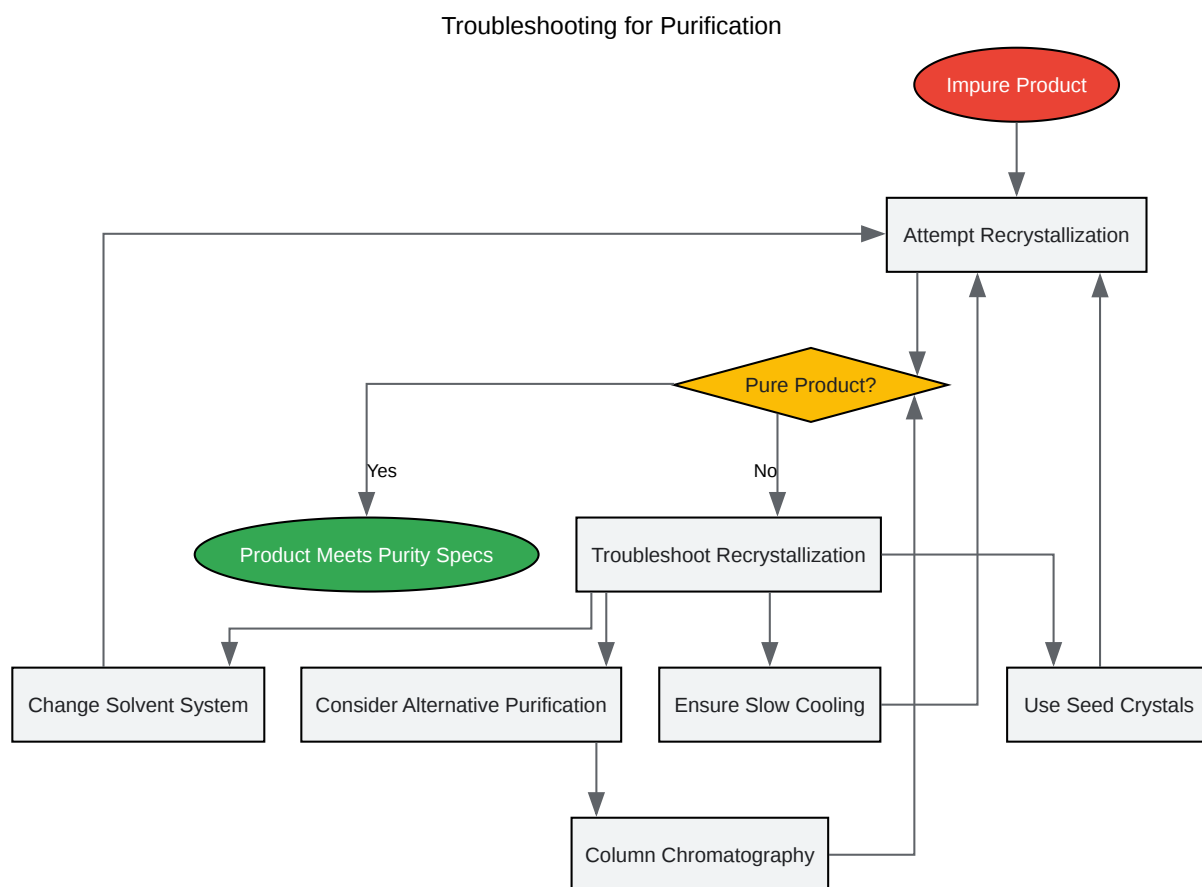 Troubleshooting for Purification
Impure Product
Attempt Recrystallization
Pure Product?
Yes
No
Product Meets Purity Specs
Troubleshoot Recrystallization
Change Solvent System
Consider Alternative Purification
Ensure Slow Cooling
Use Seed Crystals
Column Chromatography